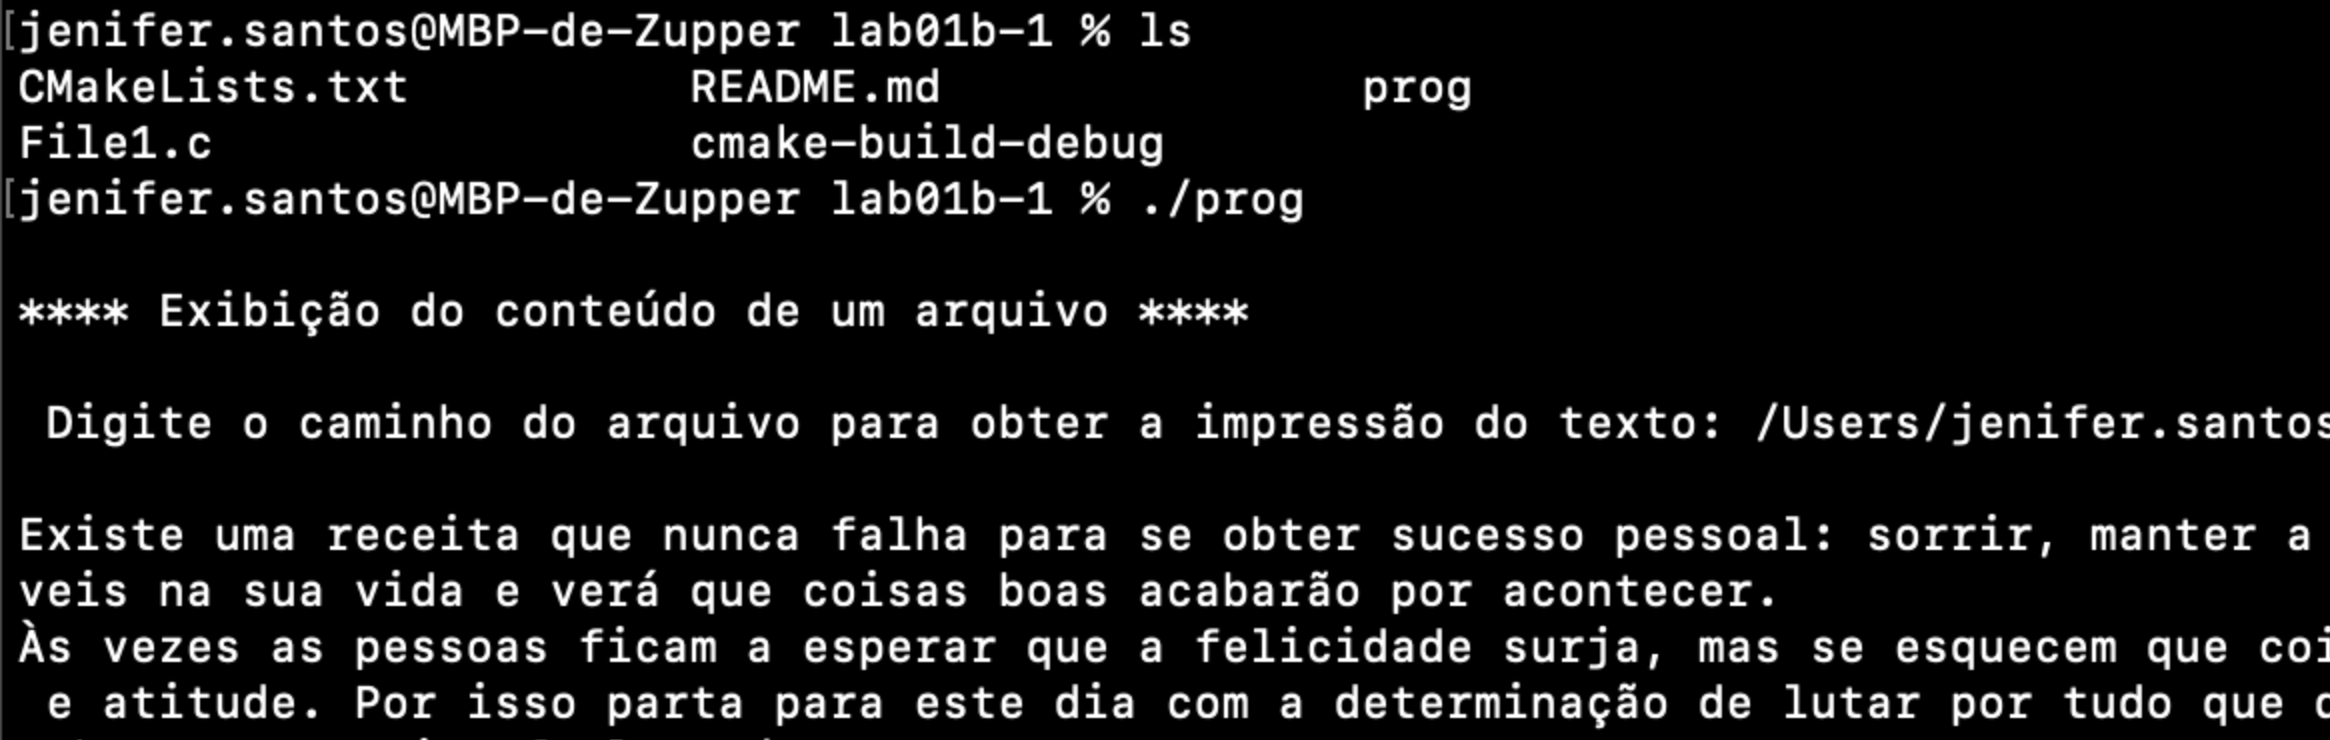 [jenifer.santos@MBP-de-Zupper lab01b-1 % ls
CMakeLists.txt README.md prog
File1.c cmake-build-debug
[jenifer.santos@MBP-de-Zupper lab01b-1 % ./prog
**** Exibição do conteúdo de um arquivo ****
Digite o caminho do arquivo para obter a impressão do texto: /Users/jenifer.santos
Existe uma receita que nunca falha para se obter sucesso pessoal: sorrir, manter a
veis na sua vida e verá que coisas boas acabarão por acontecer.
Às vezes as pessoas ficam a esperar que a felicidade surja, mas se esquecem que coi
e atitude. Por isso parta para este dia com a determinação de lutar por tudo que